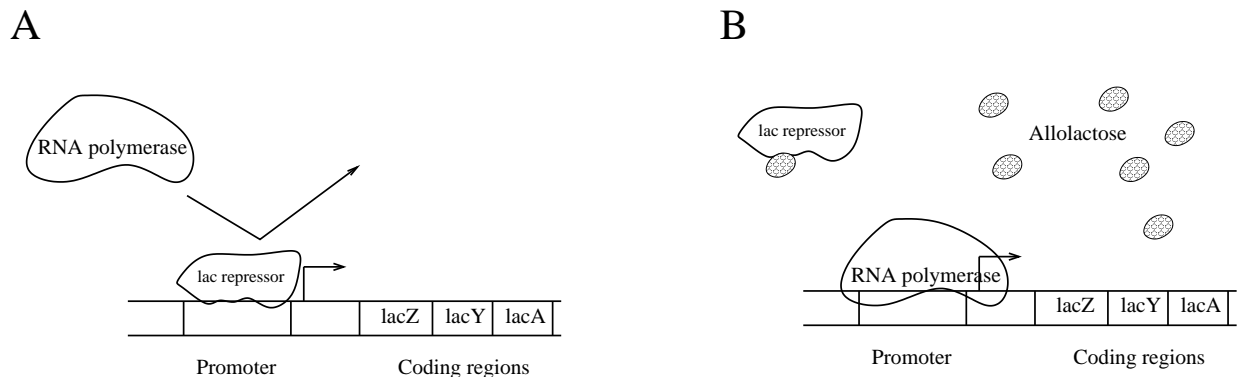 A
RNA polymerase
lac repressor
lacZ lacY lacA
Promoter Coding regions
B
lac repressor
Allolactose
RNA polymerase
lacZ lacY lacA
Promoter Coding regions